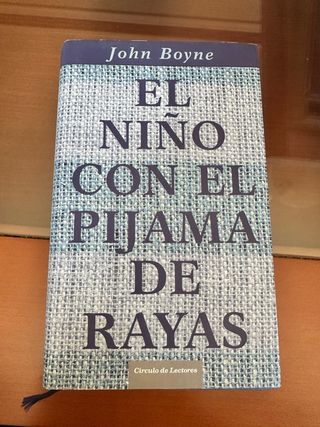 John Boyne
EL
NIÑO
CON EL
PIJAMA
DE
RAYAS
Círculo de Lectores